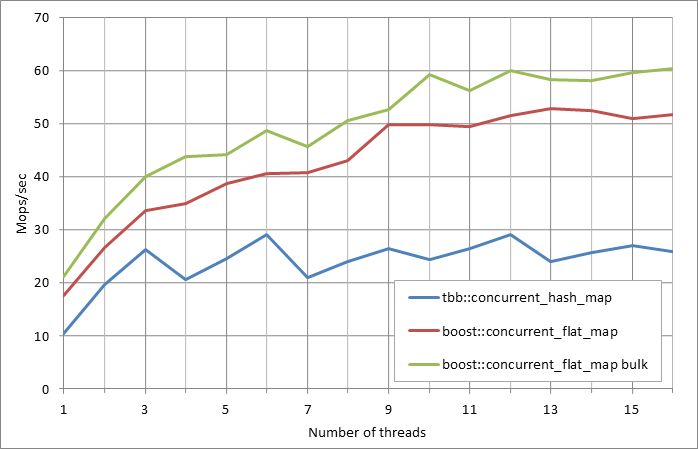 70
60
50
40
30
20
10
0
Mops/sec
tbb::concurrent_hash_map
boost::concurrent_flat_map
boost::concurrent_flat_map bulk
1 3 5 7 9 11 13 15
Number of threads